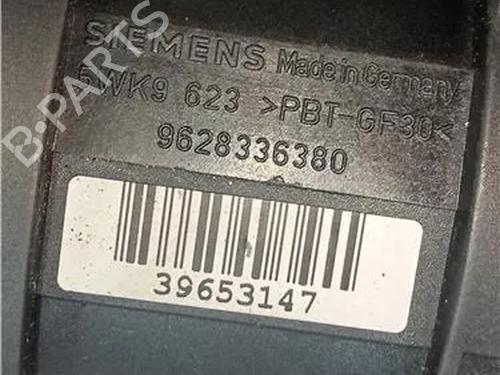 SIEMENS Made in Germany
5WK9 623 >PBT-GF30<
9628336380
39653147
B-PARTS